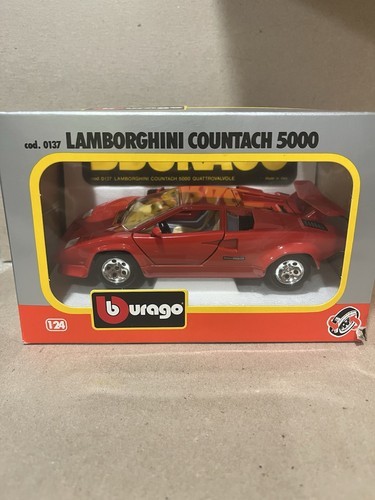 cod. 0137 LAMBORGHINI COUNTACH 5000
BBURAGO
cod. 0137 LAMBORGHINI COUNTACH 5000 QUATTROVALVOLE
burago
1/24